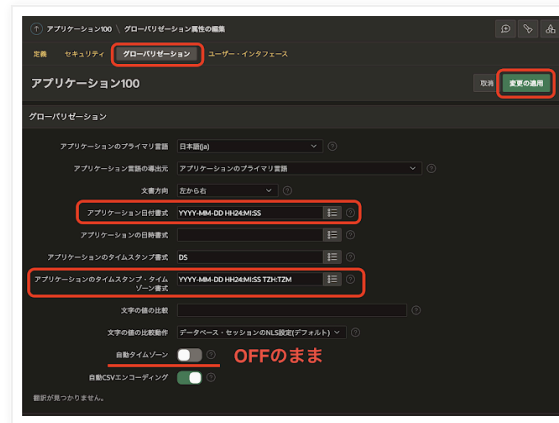 アプリケーション100 \ グローバリゼーション属性の編集
定義 セキュリティ グローバリゼーション ユーザー・インタフェース
アプリケーション100 取消 変更の適用
グローバリゼーション
アプリケーションのプライマリ言語 日本語(ja)
アプリケーション言語の導出元 アプリケーションのプライマリ言語
文書方向 左から右
アプリケーション日付書式 YYYY-MM-DD HH24:MI:SS
アプリケーションの日時書式
アプリケーションのタイムスタンプ書式 DS
アプリケーションのタイムスタンプ・タイム
ゾーン書式 YYYY-MM-DD HH24:MI:SS TZH:TZM
文字の値の比較
文字の値の比較動作 データベース・セッションのNLS設定(デフォルト)
自動タイムゾーン OFFのまま
自動CSVエンコーディング
翻訳が見つかりません。